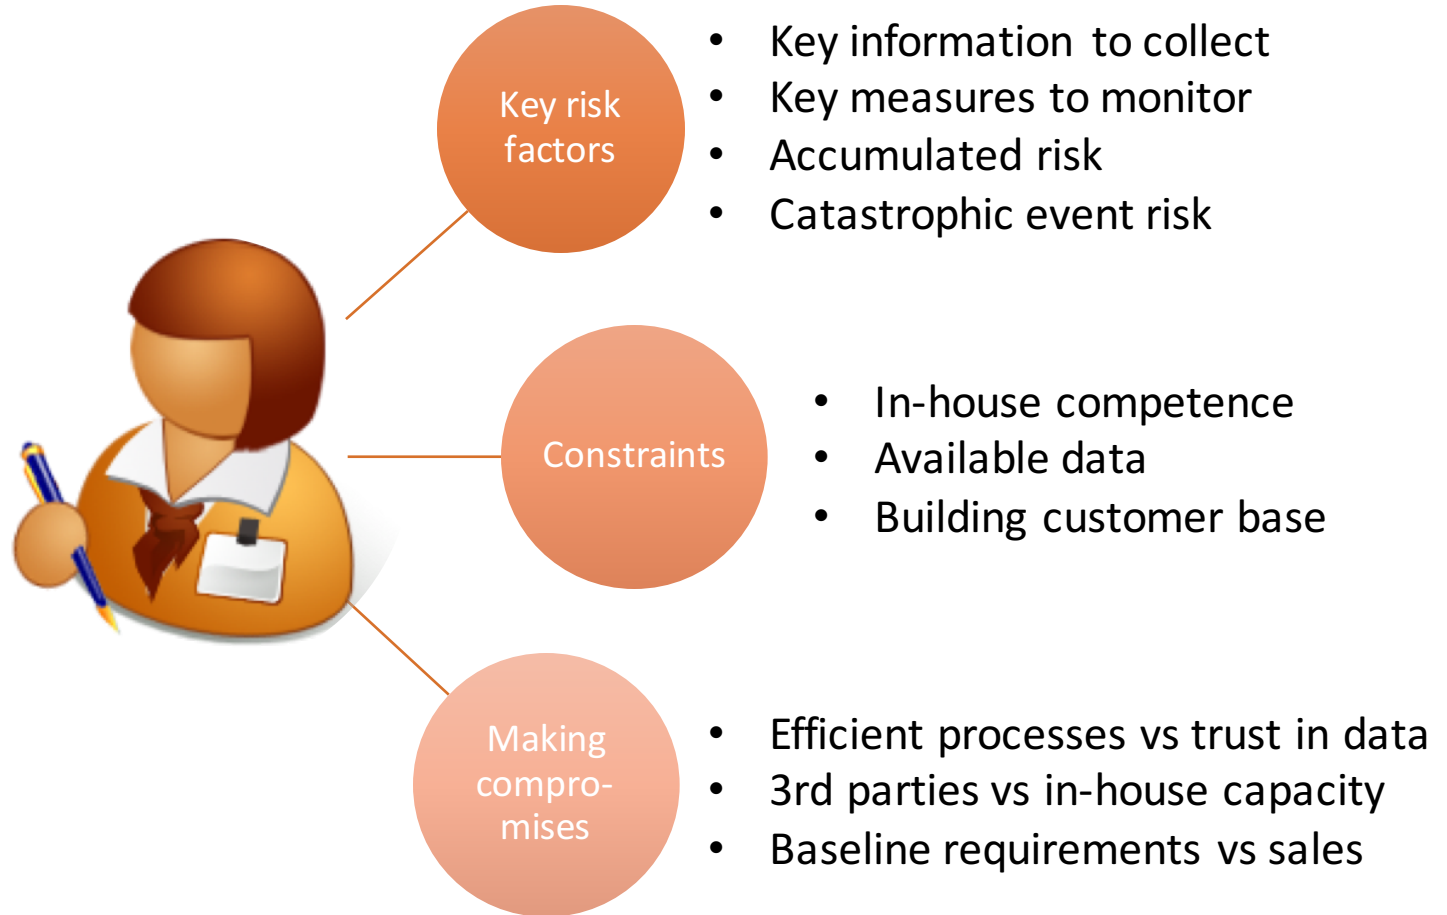 Key risk
factors
• Key information to collect
• Key measures to monitor
• Accumulated risk
• Catastrophic event risk
Constraints
• In-house competence
• Available data
• Building customer base
Making
compro-
mises
• Efficient processes vs trust in data
• 3rd parties vs in-house capacity
• Baseline requirements vs sales